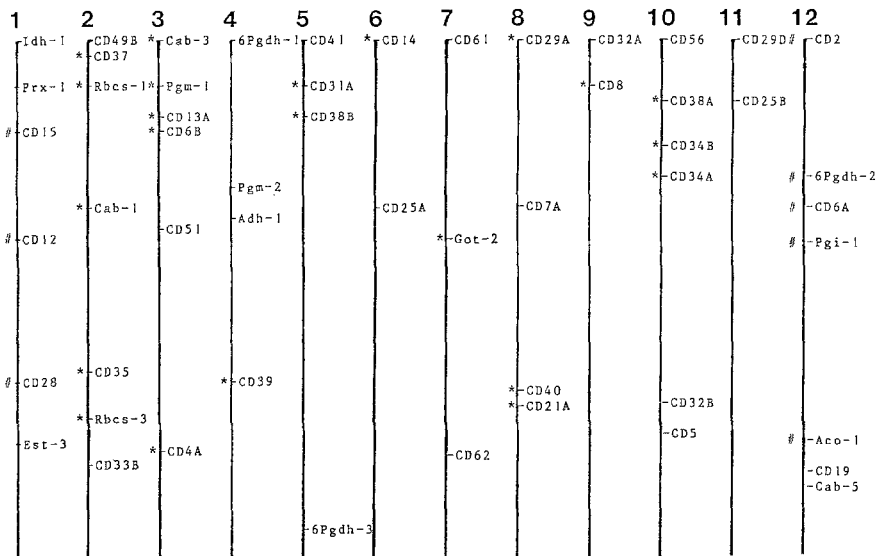 1 2 3 4 5 6 7 8 9 10 11 12
Idh-1 CD49B * Cab-3 6Pgdh-1 CD41 * CD14 CD61 * CD29A CD32A CD56 CD29D # CD2
* CD37
Prx-1 * Rbcs-1 * Pgm-1 * CD31A * CD8
* CD38A CD25B
* CD13A * CD38B
# CD15 * CD6B
* CD34B
* CD34A # 6Pgdh-2
Pgm-2
* Cab-1 CD25A CD7A # CD6A
Adh-1
CD51
# CD12 * Got-2 # Pgi-1
* CD35
# CD28 * CD39
* CD40
CD32B
* CD21A
* Rbcs-3
CD5
Est-3 # Aco-1
* CD4A
CD62
CD33B
CD19
Cab-5
6Pgdh-3